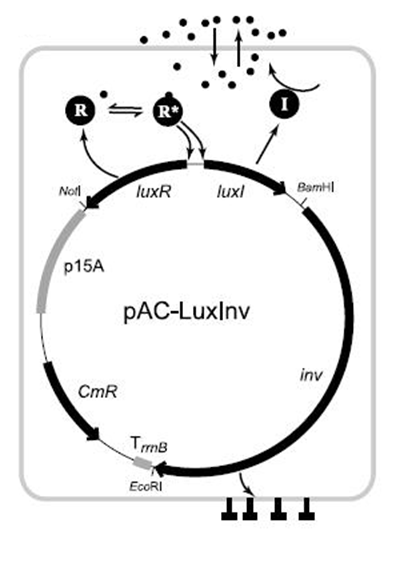 R
R*
I
luxR
luxI
NotI
BamHI
p15A
pAC-LuxInv
inv
CmR
TrrnB
EcoRI